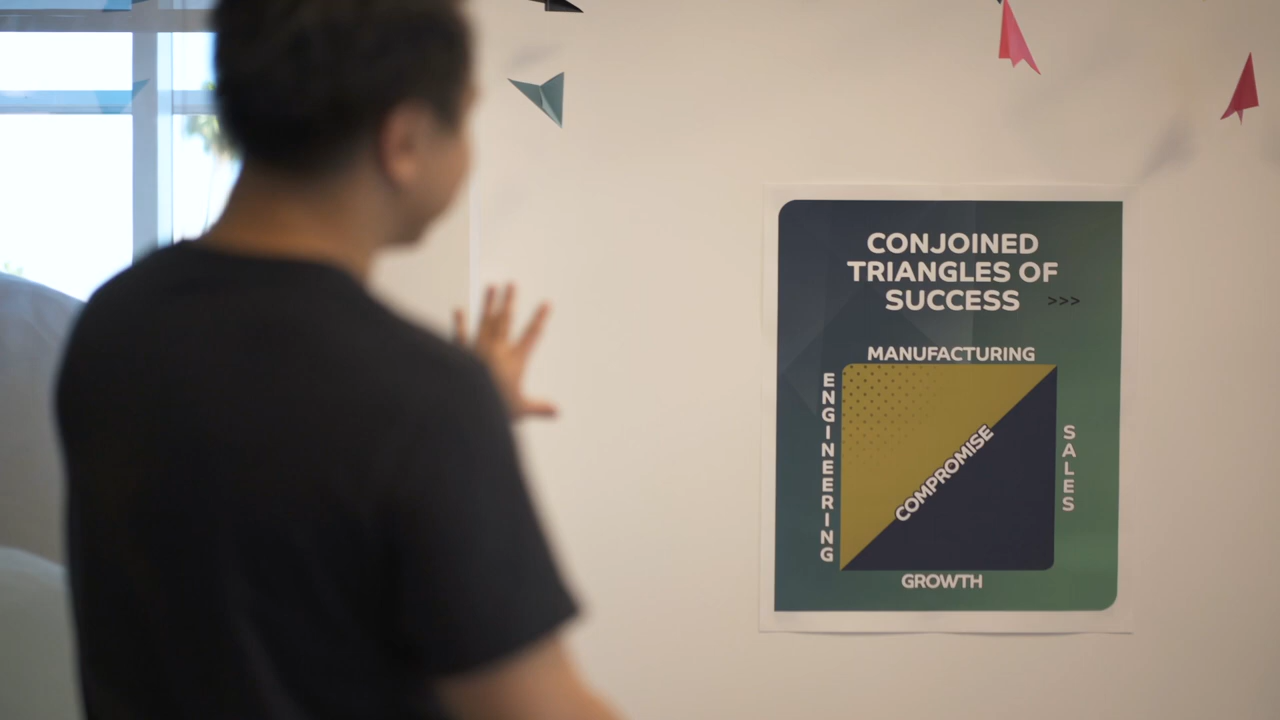 CONJOINED
TRIANGLES OF
SUCCESS >>>
MANUFACTURING
ENGINEERING
COMPROMISE
SALES
GROWTH